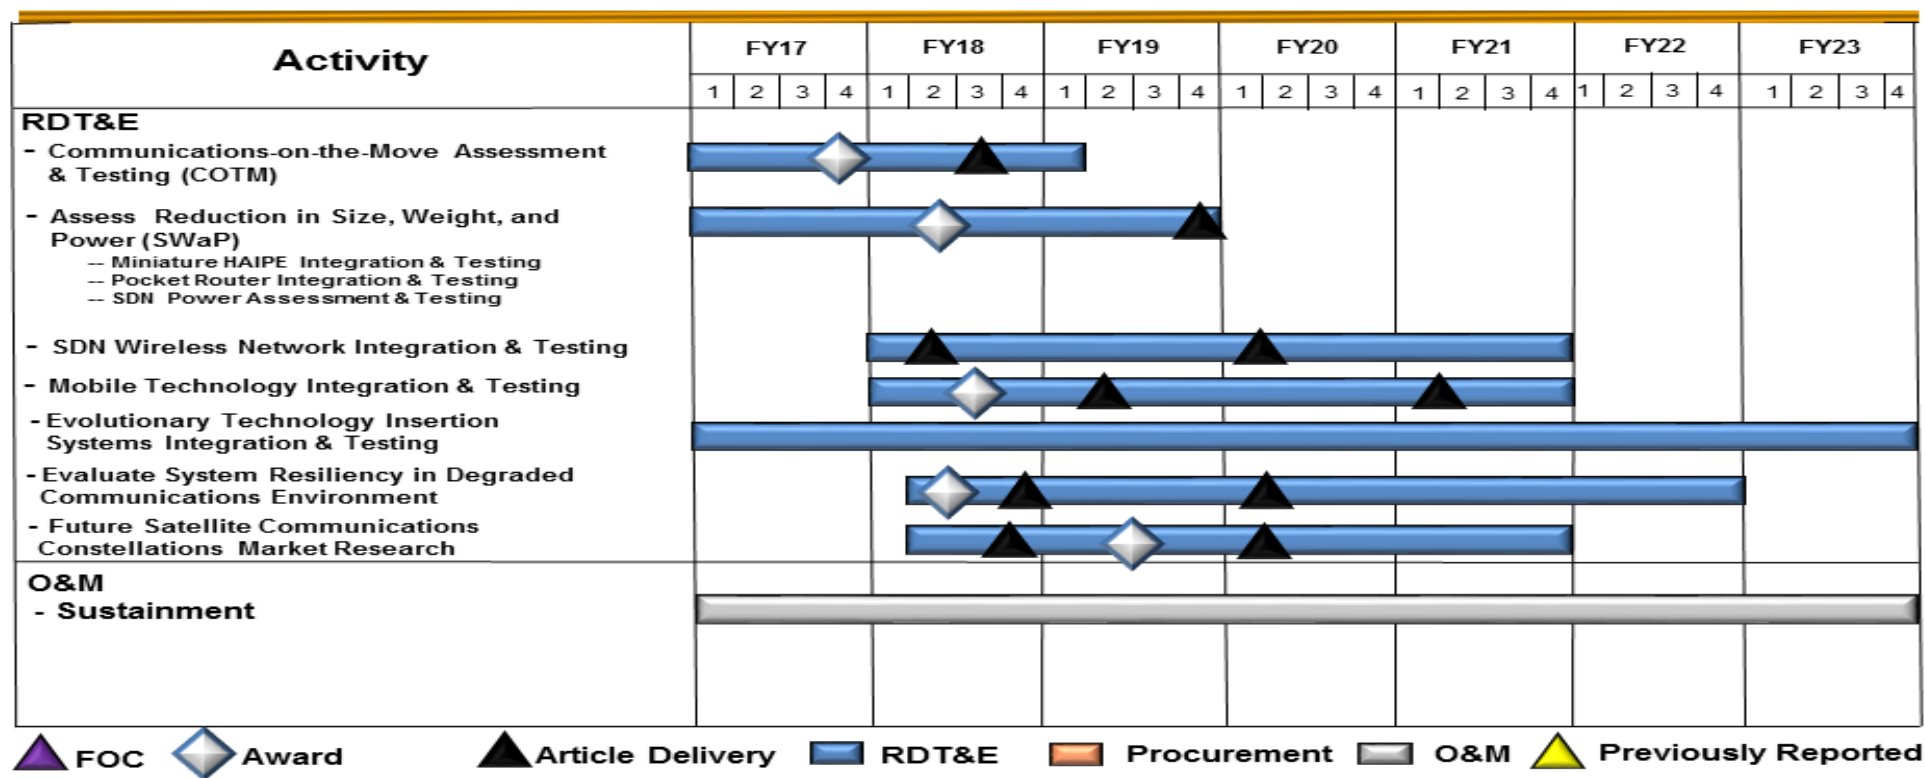 Activity FY17 FY18 FY19 FY20 FY21 FY22 FY23
1 2 3 4 1 2 3 4 1 2 3 4 1 2 3 4 1 2 3 4 1 2 3 4 1 2 3 4
RDT&E
- Communications-on-the-Move Assessment
& Testing (COTM)
- Assess Reduction in Size, Weight, and
Power (SWaP)
-- Miniature HAIPE Integration & Testing
-- Pocket Router Integration & Testing
-- SDN Power Assessment & Testing
- SDN Wireless Network Integration & Testing
- Mobile Technology Integration & Testing
- Evolutionary Technology Insertion
Systems Integration & Testing
- Evaluate System Resiliency in Degraded
Communications Environment
- Future Satellite Communications
Constellations Market Research
O&M
- Sustainment
FOC Award Article Delivery RDT&E Procurement O&M Previously Reported